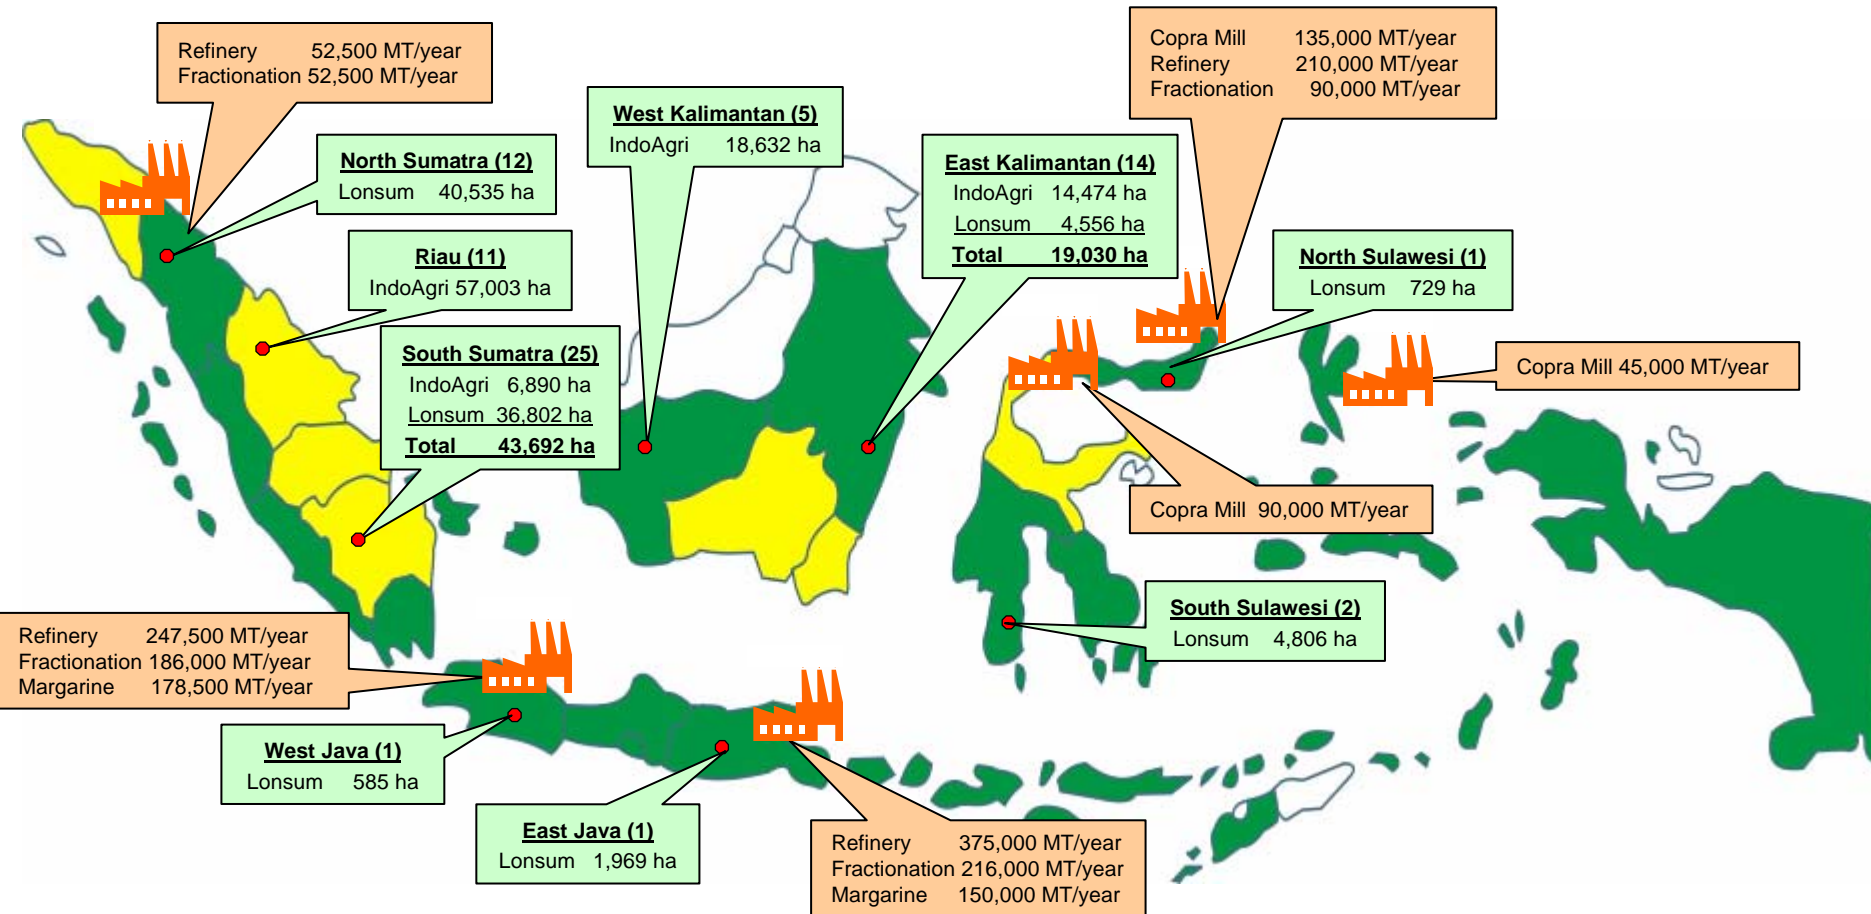 Refinery 52,500 MT/year
Fractionation 52,500 MT/year
Copra Mill 135,000 MT/year
Refinery 210,000 MT/year
Fractionation 90,000 MT/year
West Kalimantan (5)
IndoAgri 18,632 ha
North Sumatra (12)
Lonsum 40,535 ha
East Kalimantan (14)
IndoAgri 14,474 ha
Lonsum 4,556 ha
Total 19,030 ha
Riau (11)
IndoAgri 57,003 ha
North Sulawesi (1)
Lonsum 729 ha
South Sumatra (25)
IndoAgri 6,890 ha
Lonsum 36,802 ha
Total 43,692 ha
Copra Mill 45,000 MT/year
Copra Mill 90,000 MT/year
South Sulawesi (2)
Lonsum 4,806 ha
Refinery 247,500 MT/year
Fractionation 186,000 MT/year
Margarine 178,500 MT/year
West Java (1)
Lonsum 585 ha
East Java (1)
Lonsum 1,969 ha
Refinery 375,000 MT/year
Fractionation 216,000 MT/year
Margarine 150,000 MT/year